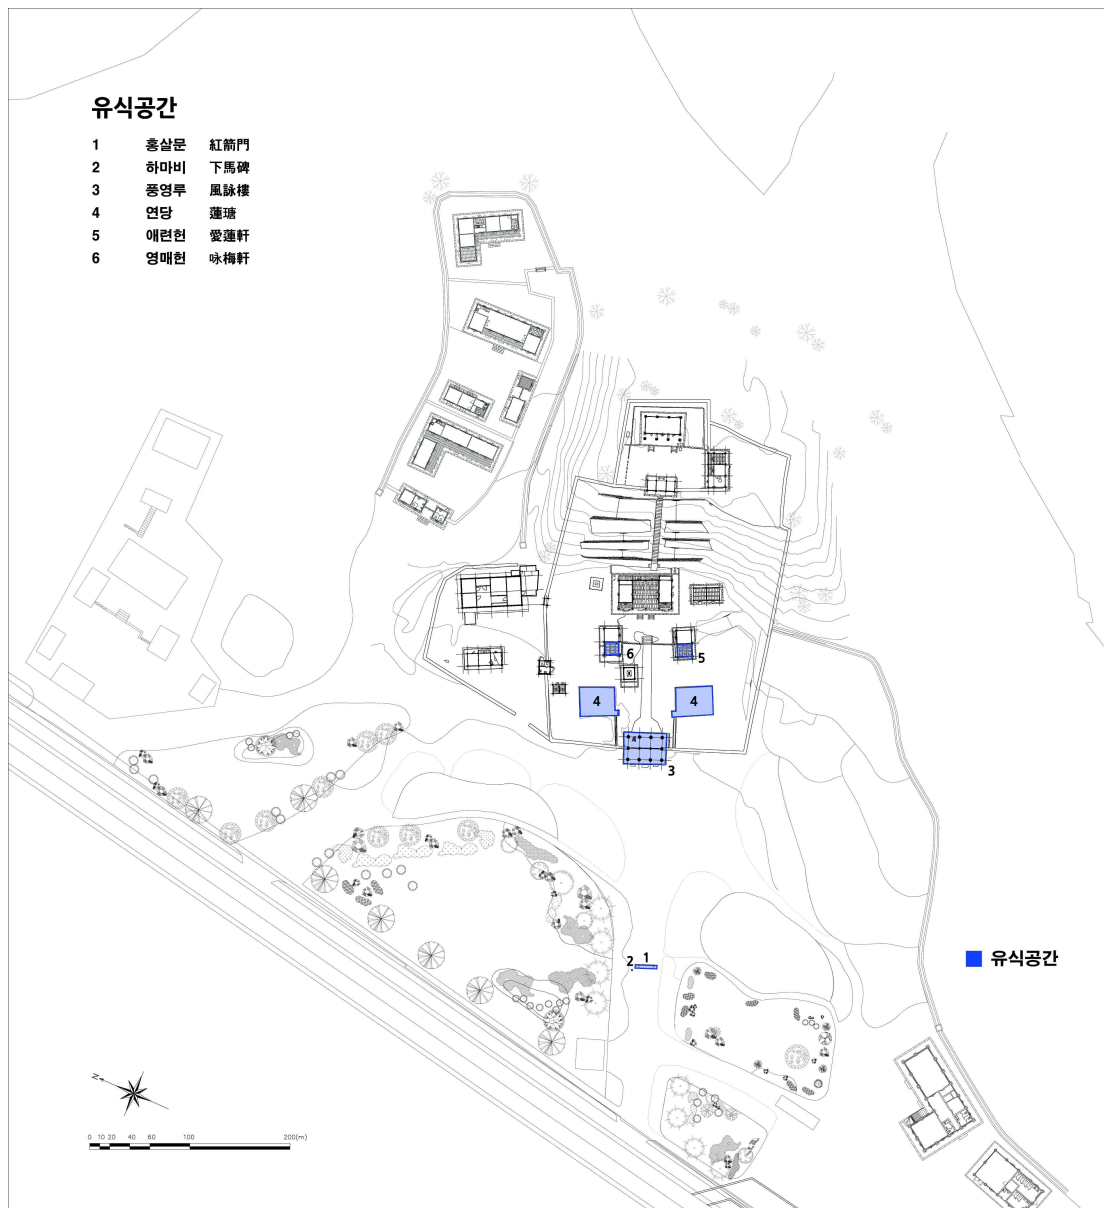 유식공간
1 홍살문 紅箭門
2 하마비 下馬碑
3 풍영루 風詠樓
4 연당 蓮瑭
5 애련헌 愛蓮軒
6 영매헌 咏梅軒
6
5
4 4
3
2 1
유식공간
N
0 10 20 40 60 100 200(m)